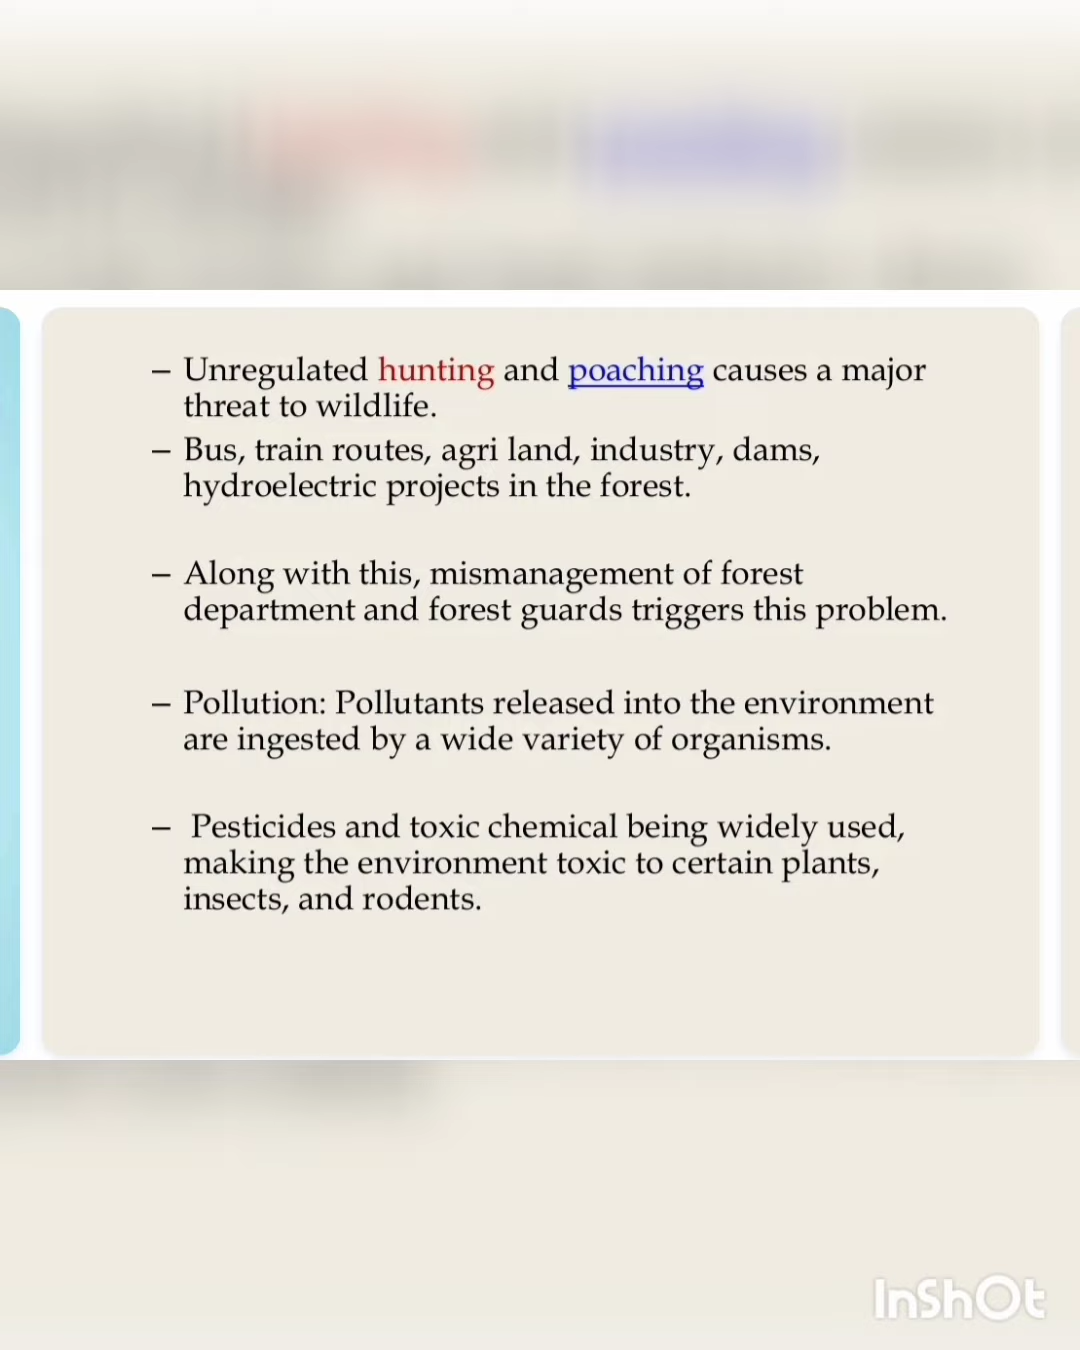 – Unregulated hunting and poaching causes a major
threat to wildlife.
– Bus, train routes, agri land, industry, dams,
hydroelectric projects in the forest.
– Along with this, mismanagement of forest
department and forest guards triggers this problem.
– Pollution: Pollutants released into the environment
are ingested by a wide variety of organisms.
– Pesticides and toxic chemical being widely used,
making the environment toxic to certain plants,
insects, and rodents.
InShOt